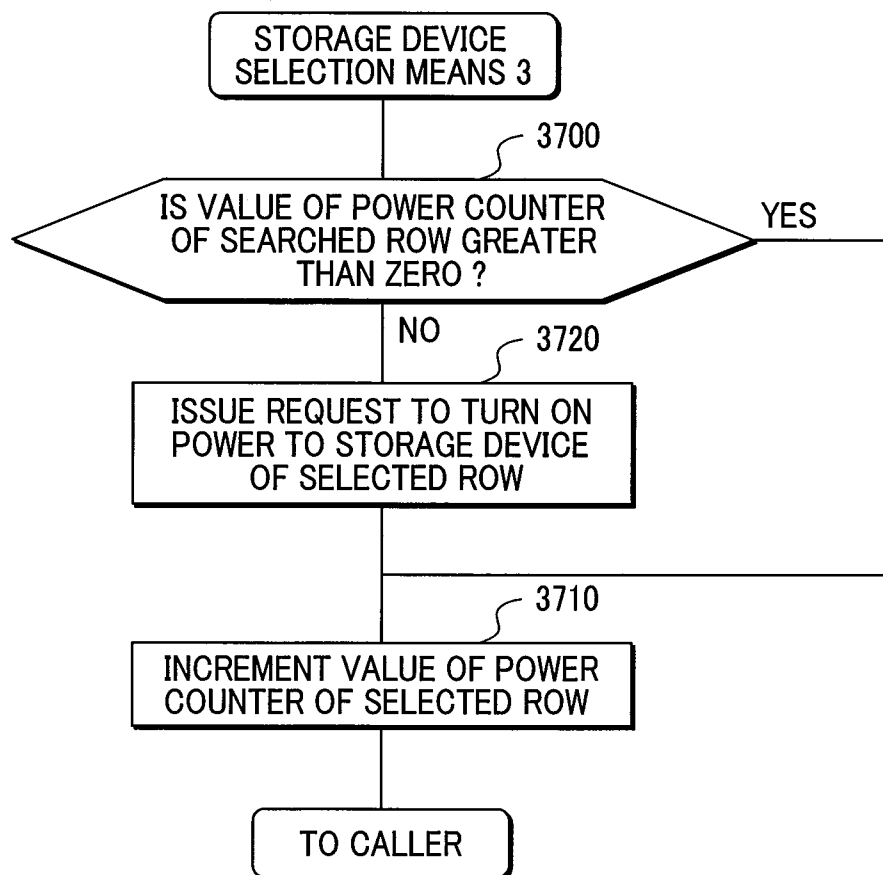 STORAGE DEVICE
SELECTION MEANS 3
3700
IS VALUE OF POWER COUNTER
OF SEARCHED ROW GREATER
THAN ZERO ?
YES
NO
3720
ISSUE REQUEST TO TURN ON
POWER TO STORAGE DEVICE
OF SELECTED ROW
3710
INCREMENT VALUE OF POWER
COUNTER OF SELECTED ROW
TO CALLER